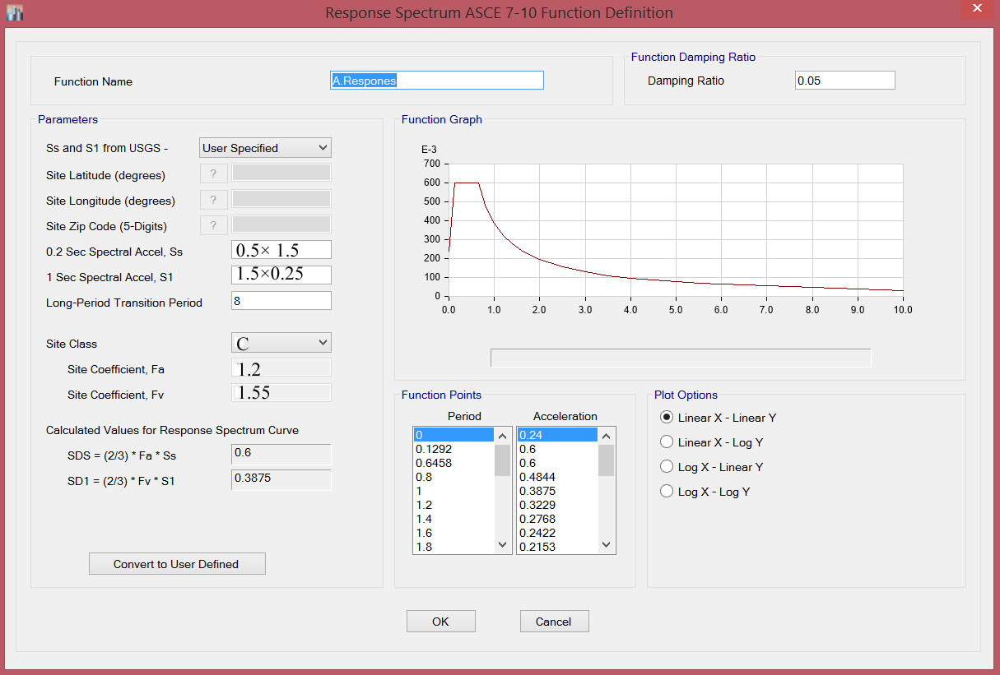 Response Spectrum ASCE 7-10 Function Definition
Function Name
A.Respones
Function Damping Ratio
Damping Ratio
0.05
Parameters
Ss and S1 from USGS - User Specified
Site Latitude (degrees) ?
Site Longitude (degrees) ?
Site Zip Code (5-Digits) ?
0.2 Sec Spectral Accel, Ss 0.5× 1.5
1 Sec Spectral Accel, S1 1.5×0.25
Long-Period Transition Period 8
Site Class C
Site Coefficient, Fa 1.2
Site Coefficient, Fv 1.55
Calculated Values for Response Spectrum Curve
SDS = (2/3) * Fa * Ss 0.6
SD1 = (2/3) * Fv * S1 0.3875
Convert to User Defined
Function Graph
E-3
700
600
500
400
300
200
100
0
0.0 1.0 2.0 3.0 4.0 5.0 6.0 7.0 8.0 9.0 10.0
Function Points
Period Acceleration
0 0.24
0.1292 0.6
0.6458 0.6
0.8 0.4844
1 0.3875
1.2 0.3229
1.4 0.2768
1.6 0.2422
1.8 0.2153
Plot Options
Linear X - Linear Y
Linear X - Log Y
Log X - Linear Y
Log X - Log Y
OK Cancel